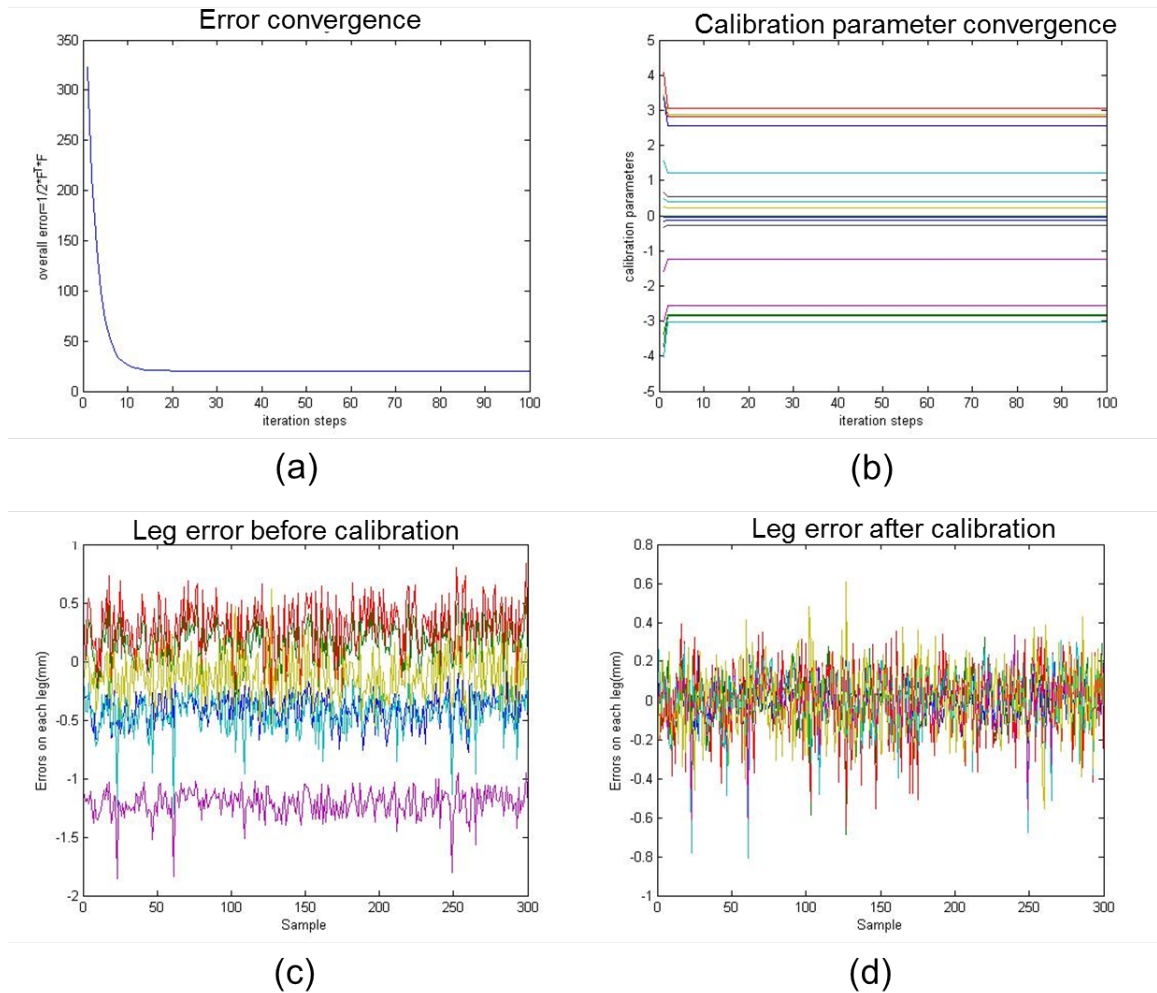 Error convergence
350
300
250
200
150
100
50
0
overall error=1/2*Fᵀ*F
0 10 20 30 40 50 60 70 80 90 100
iteration steps
(a)
Calibration parameter convergence
5
4
3
2
1
0
-1
-2
-3
-4
-5
calibration parameters
0 10 20 30 40 50 60 70 80 90 100
iteration steps
(b)
Leg error before calibration
1
0.5
0
-0.5
-1
-1.5
-2
Errors on each leg(mm)
0 50 100 150 200 250 300
Sample
(c)
Leg error after calibration
0.8
0.6
0.4
0.2
0
-0.2
-0.4
-0.6
-0.8
-1
Errors on each leg(mm)
0 50 100 150 200 250 300
Sample
(d)